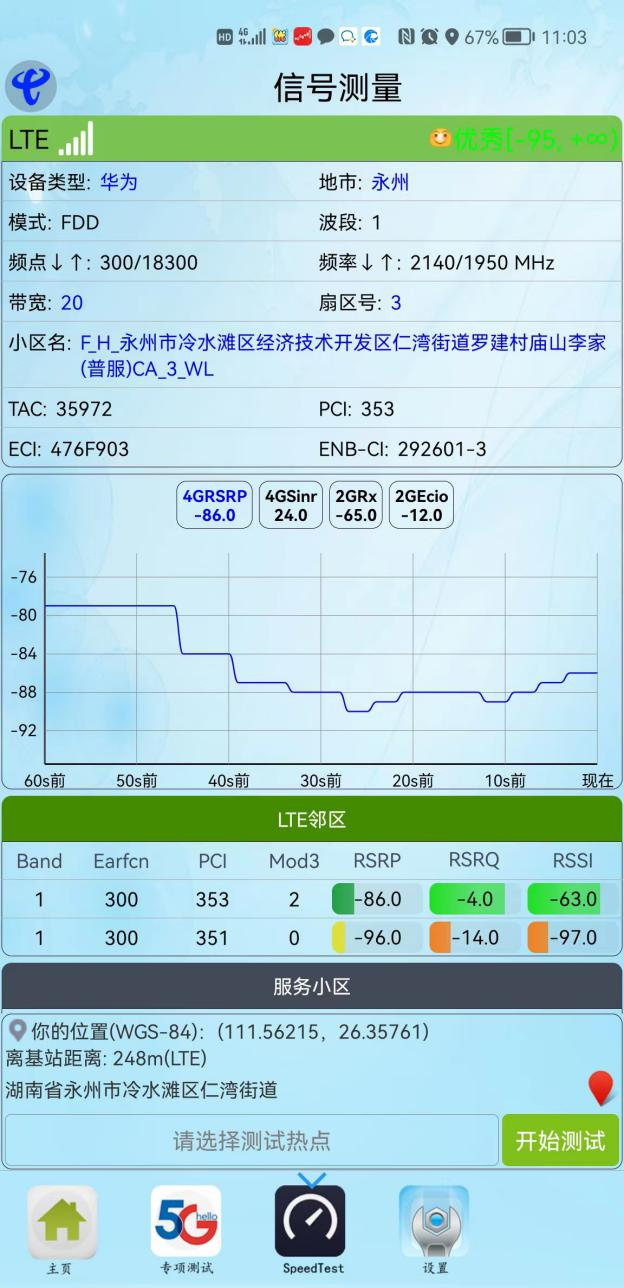 HD 4G 67% 11:03
信号测量
LTE 优秀[-95, +∞)
设备类型: 华为 地市: 永州
模式: FDD 波段: 1
频点↓↑: 300/18300 频率↓↑: 2140/1950 MHz
带宽: 20 扇区号: 3
小区名: F_H_永州市冷水滩区经济技术开发区仁湾街道罗建村庙山李家
(普服)CA_3_WL
TAC: 35972 PCI: 353
ECI: 476F903 ENB-CI: 292601-3
4GRSRP 4GSinr 2GRx 2GEcio
-86.0 24.0 -65.0 -12.0
-76
-80
-84
-88
-92
60s前 50s前 40s前 30s前 20s前 10s前 现在
LTE邻区
Band Earfcn PCI Mod3 RSRP RSRQ RSSI
1 300 353 2 -86.0 -4.0 -63.0
1 300 351 0 -96.0 -14.0 -97.0
服务小区
你的位置(WGS-84): (111.56215, 26.35761)
离基站距离: 248m(LTE)
湖南省永州市冷水滩区仁湾街道
请选择测试热点 开始测试
5G hello
主页 专项测试 SpeedTest 设置